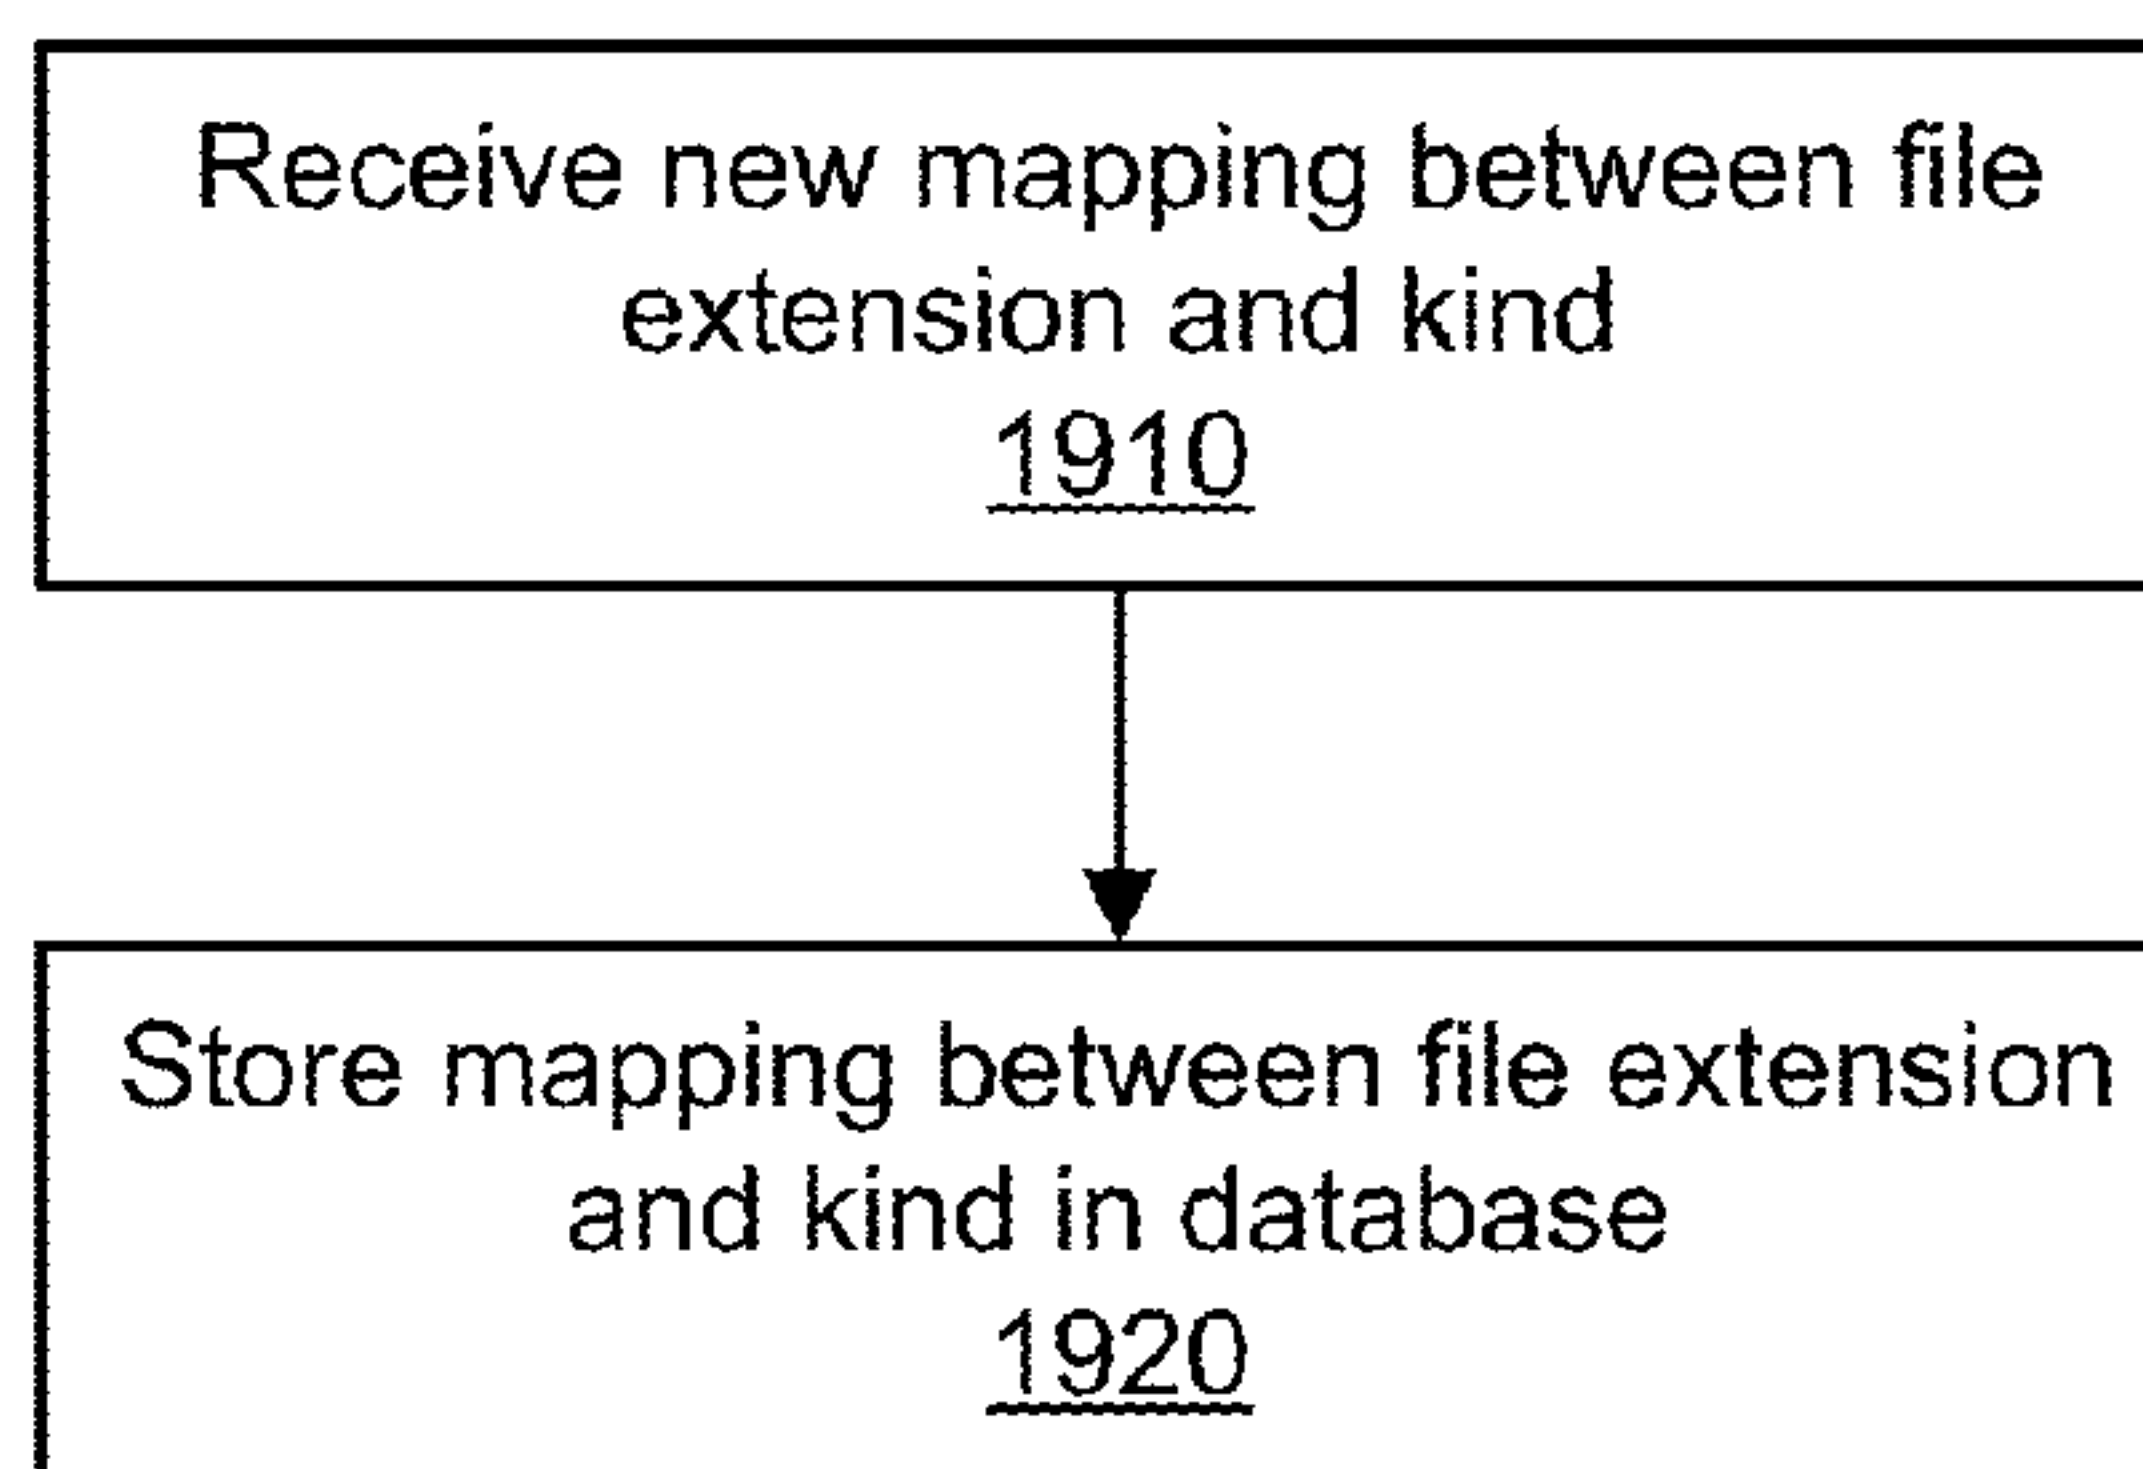 Receive new mapping between file
extension and kind
1910
Store mapping between file extension
and kind in database
1920